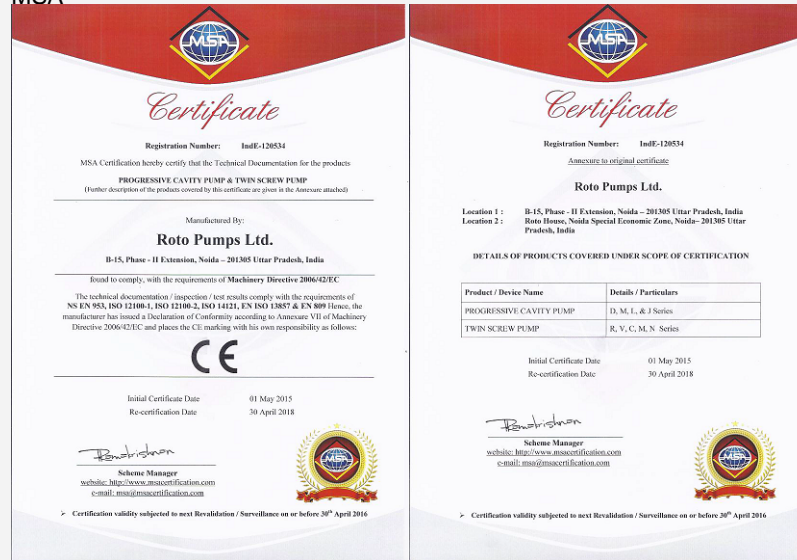 MSA
MSA
Certificate
Registration Number: IndE-120534
MSA Certification hereby certify that the Technical Documentation for the products
PROGRESSIVE CAVITY PUMP & TWIN SCREW PUMP
(Further description of the products covered by this certificate are given in the Annexure attached)
Manufactured By:
Roto Pumps Ltd.
B-15, Phase - II Extension, Noida – 201305 Uttar Pradesh, India
found to comply, with the requirements of Machinery Directive 2006/42/EC
The technical documentation / inspection / test results comply with the requirements of
NS EN 953, ISO 12100-1, ISO 12100-2, ISO 14121, EN ISO 13857 & EN 809 Hence, the
manufacturer has issued a Declaration of Conformity according to Annexure VII of Machinery
Directive 2006/42/EC and places the CE marking with his own responsibility as follows:
CE
Initial Certificate Date 01 May 2015
Re-certification Date 30 April 2018
Scheme Manager
website: http://www.msacertification.com
e-mail: msa@msacertification.com
MSA
➢ Certification validity subjected to next Revalidation / Surveillance on or before 30th April 2016
MSA
Certificate
Registration Number: IndE-120534
Annexure to original certificate
Roto Pumps Ltd.
Location 1 : B-15, Phase - II Extension, Noida – 201305 Uttar Pradesh, India
Location 2 : Roto House, Noida Special Economic Zone, Noida– 201305 Uttar
Pradesh, India
DETAILS OF PRODUCTS COVERED UNDER SCOPE OF CERTIFICATION
Product / Device Name Details / Particulars
PROGRESSIVE CAVITY PUMP D, M, L, & J Series
TWIN SCREW PUMP R, V, C, M, N Series
Initial Certificate Date 01 May 2015
Re-certification Date 30 April 2018
Scheme Manager
website: http://www.msacertification.com
e-mail: msa@msacertification.com
MSA
➢ Certification validity subjected to next Revalidation / Surveillance on or before 30th April 2016